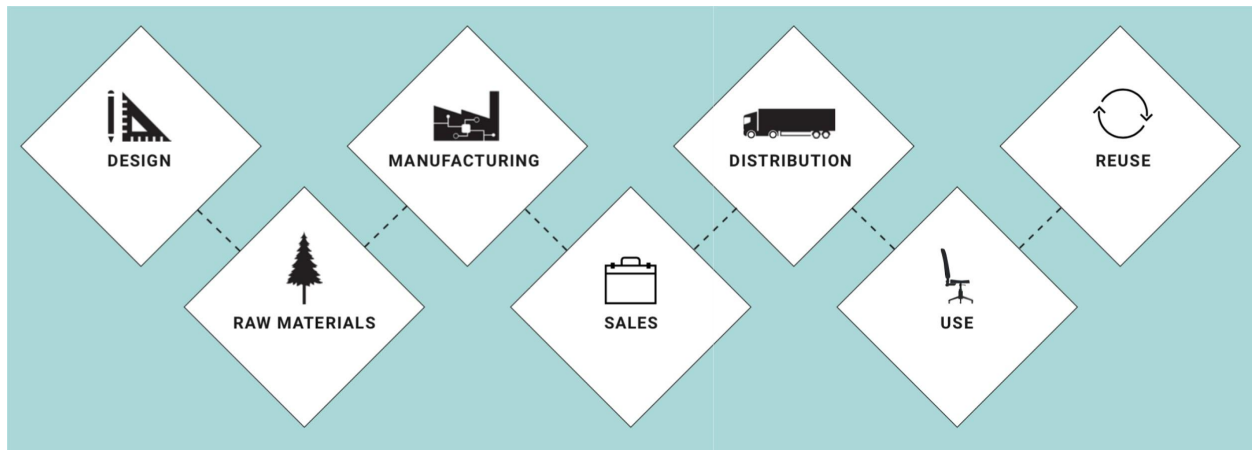 DESIGN
RAW MATERIALS
MANUFACTURING
SALES
DISTRIBUTION
USE
REUSE